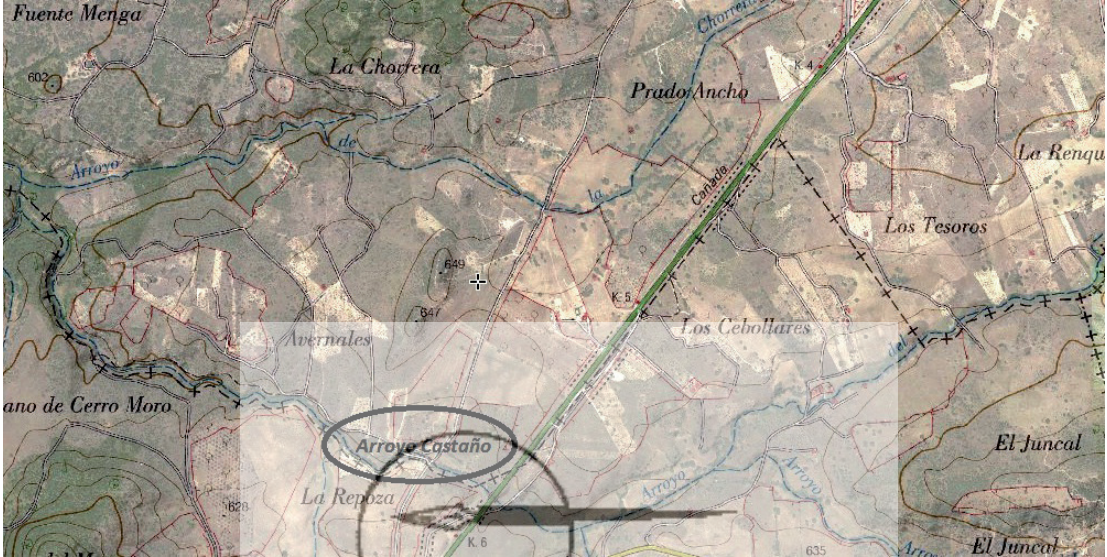 Fuente Menga
La Chorrera
Chorrera
602
K. 4
Prado Ancho
Arroyo
de
la
La Renqu
Cañada
Los Tesoros
649
K. 5
647
Los Cebollares
Avernales
del
ano de Cerro Moro
Arroyo Castaño
El Juncal
La Repoza
Arroyo
Arroyo
628
K. 6
635
Arro
El Juncal